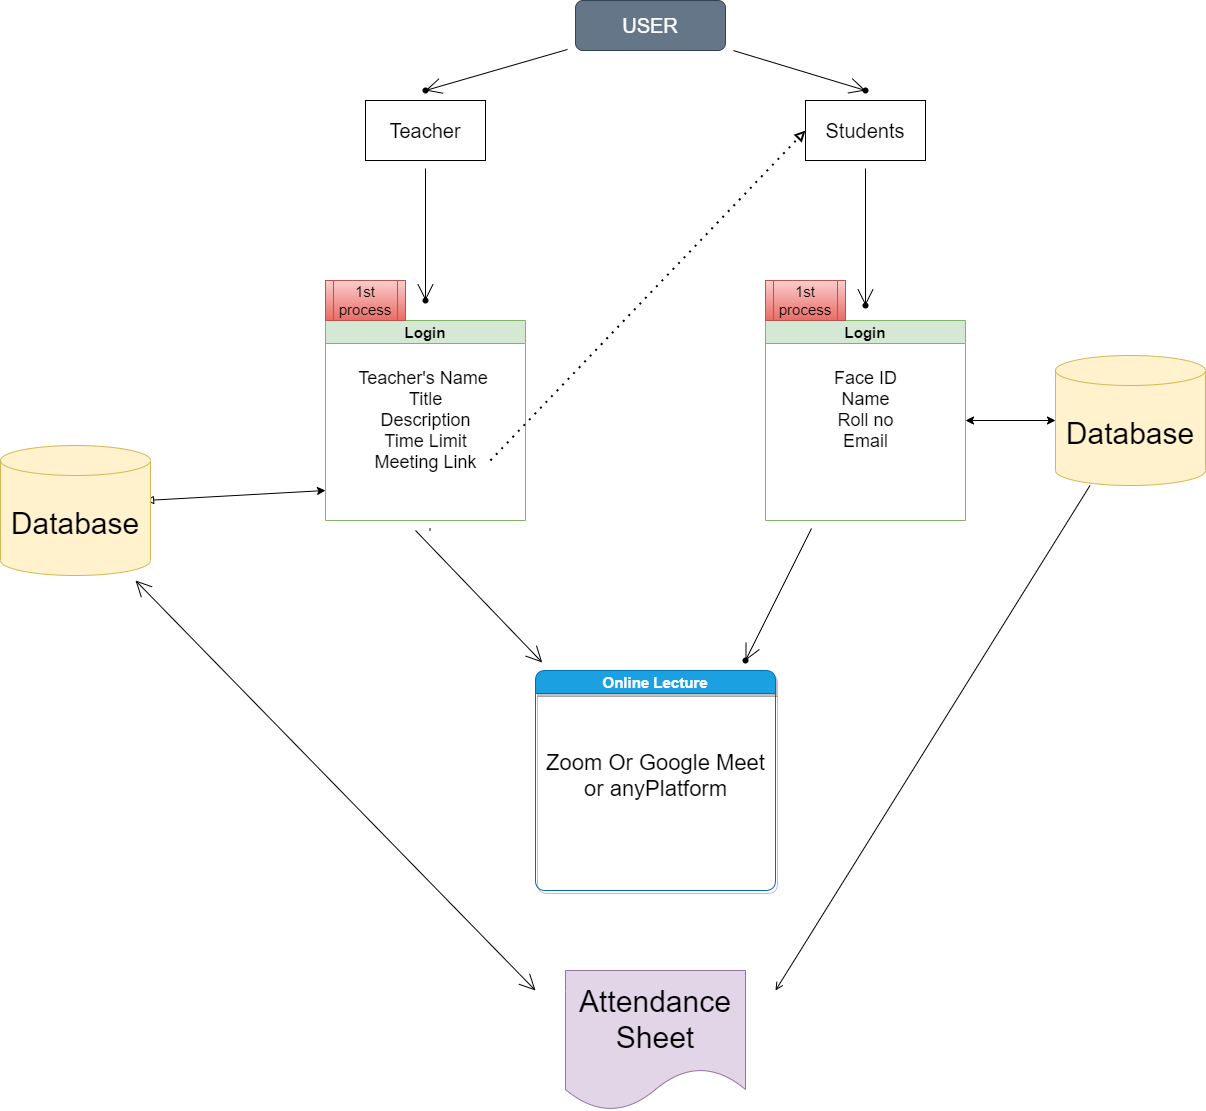 USER
Teacher
Students
1st
process
Login
Teacher's Name
Title
Description
Time Limit
Meeting Link
1st
process
Login
Face ID
Name
Roll no
Email
Database
Database
Online Lecture
Zoom Or Google Meet
or anyPlatform
Attendance
Sheet